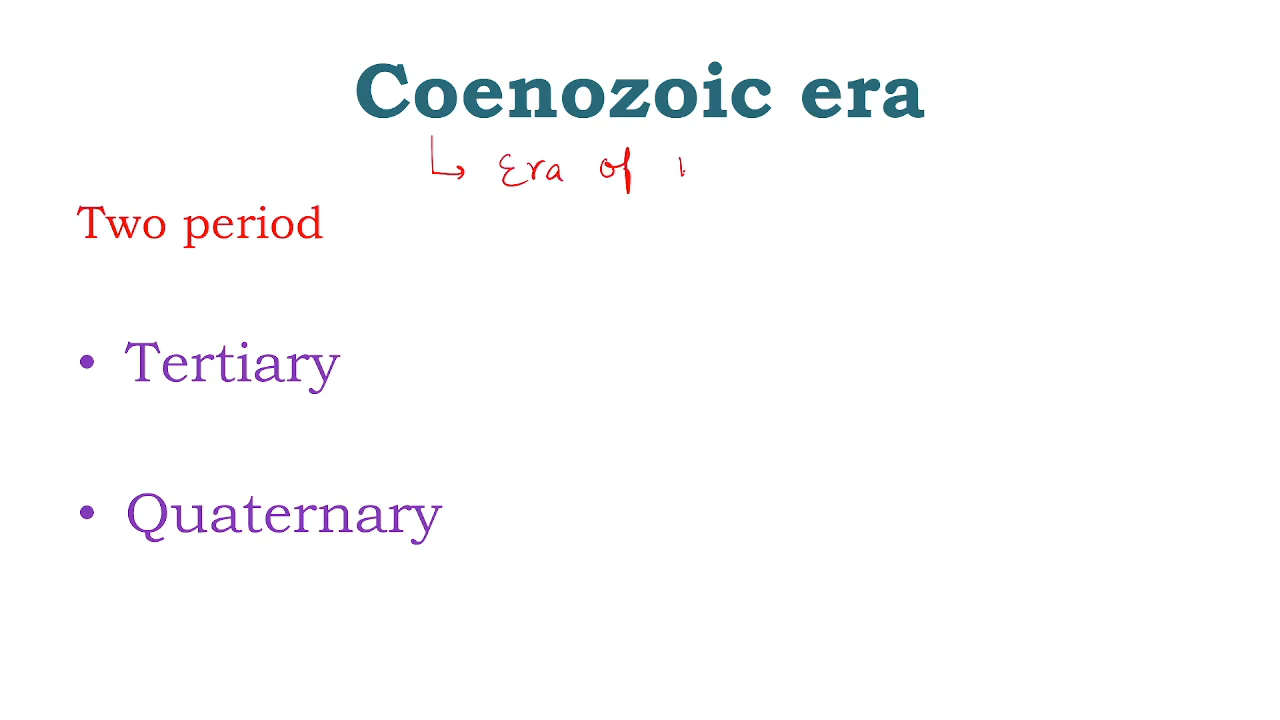 Coenozoic era
Era of
Two period
• Tertiary
• Quaternary